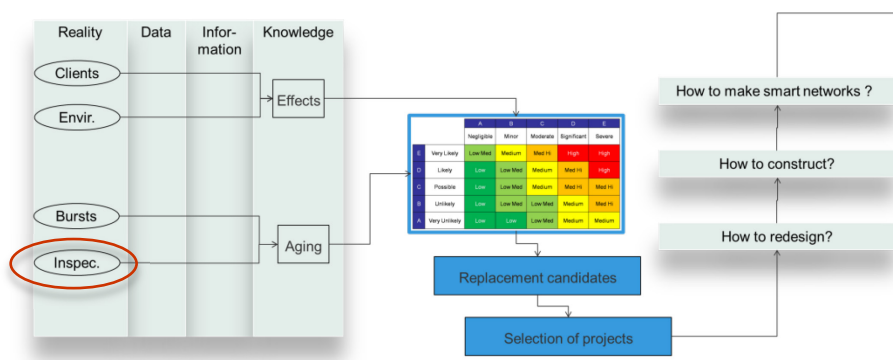 Reality Data Infor-
mation Knowledge
Clients
Effects
Envir.
Bursts
Aging
Inspec.
A B C D E
Negligible Minor Moderate Significant Severe
E Very Likely Low Med Medium Med Hi High High
D Likely Low Low Med Medium Med Hi High
C Possible Low Low Med Medium Med Hi Med Hi
B Unlikely Low Low Med Low Med Medium Med Hi
A Very Unlikely Low Low Low Med Medium Medium
Replacement candidates
Selection of projects
How to make smart networks ?
How to construct?
How to redesign?